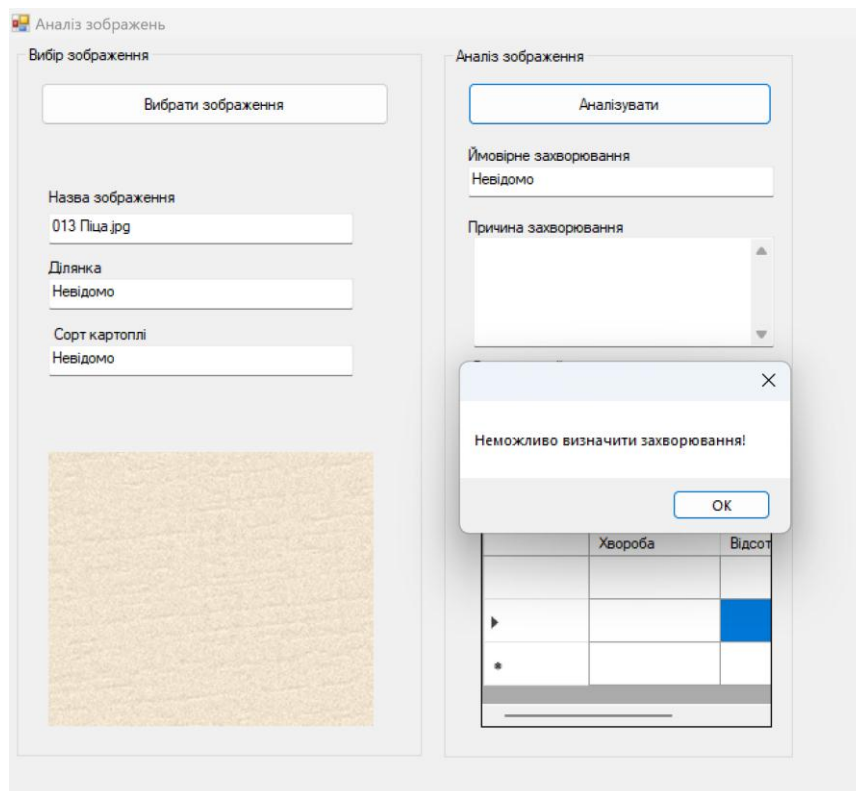 Аналіз зображень
Вибір зображення
Вибрати зображення
Назва зображення
013 Піца.jpg
Ділянка
Невідомо
Сорт картоплі
Невідомо
Аналіз зображення
Аналізувати
Ймовірне захворювання
Невідомо
Причина захворювання
Неможливо визначити захворювання!
ОК
Хвороба
Відсот